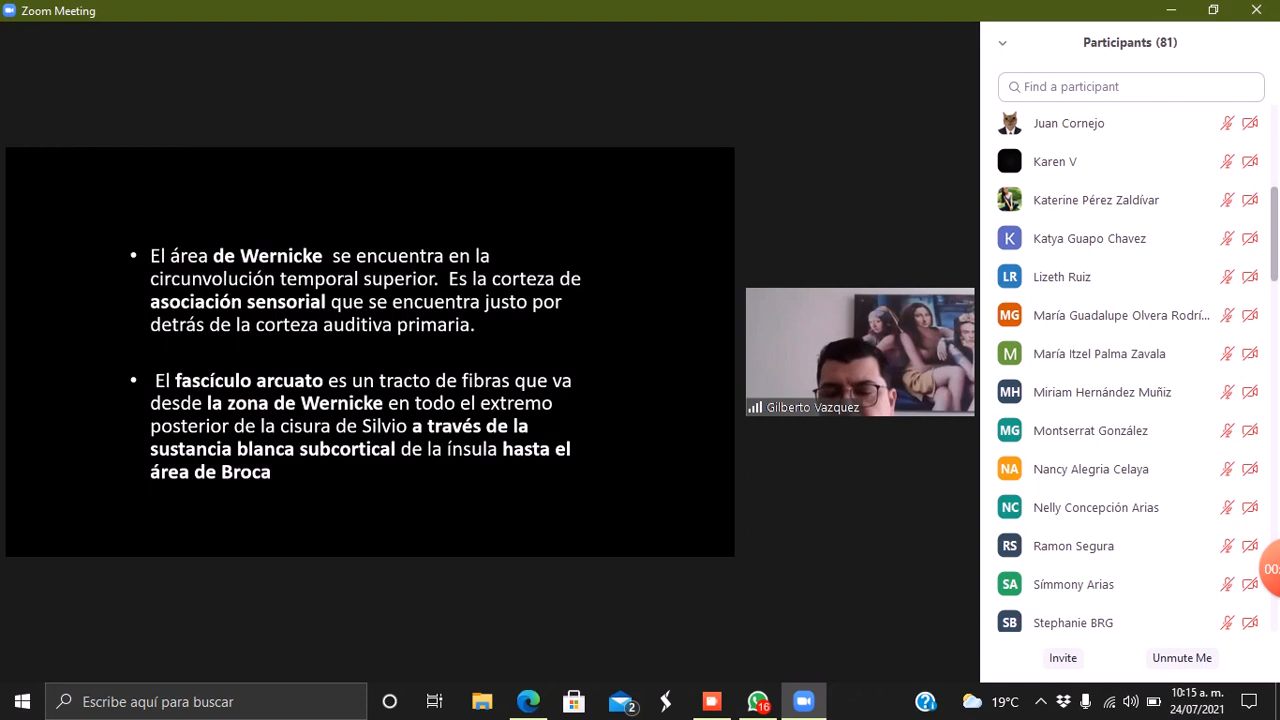 Zoom Meeting
Participants (81)
Find a participant
Juan Cornejo
Karen V
Katerine Pérez Zaldívar
K Katya Guapo Chavez
LR Lizeth Ruiz
MG María Guadalupe Olvera Rodrí...
M María Itzel Palma Zavala
MH Miriam Hernández Muñiz
MG Montserrat González
NA Nancy Alegria Celaya
NC Nelly Concepción Arias
RS Ramon Segura
SA Símmony Arias
SB Stephanie BRG
Invite Unmute Me
• El área de Wernicke se encuentra en la
circunvolución temporal superior. Es la corteza de
asociación sensorial que se encuentra justo por
detrás de la corteza auditiva primaria.
• El fascículo arcuato es un tracto de fibras que va
desde la zona de Wernicke en todo el extremo
posterior de la cisura de Silvio a través de la
sustancia blanca subcortical de la ínsula hasta el
área de Broca
Gilberto Vazquez
00:
Escribe aquí para buscar
2
16
19°C
10:15 a. m.
24/07/2021